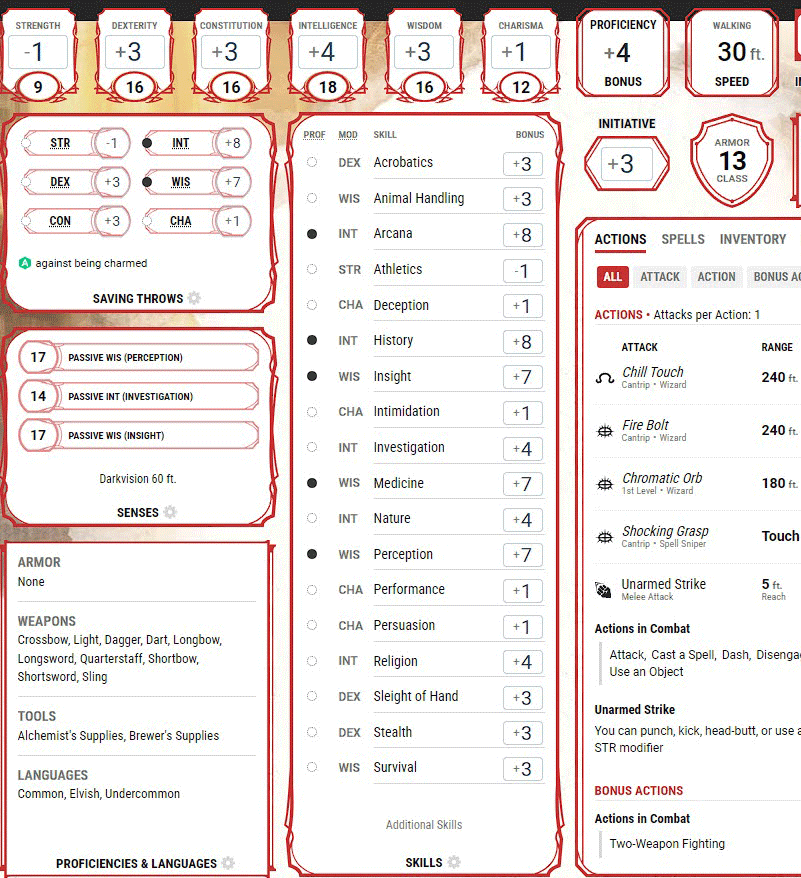 STRENGTH
-1
9
DEXTERITY
+3
16
CONSTITUTION
+3
16
INTELLIGENCE
+4
18
WISDOM
+3
16
CHARISMA
+1
12
PROFICIENCY
+4
BONUS
WALKING
30 ft.
SPEED
STR -1
INT +8
DEX +3
WIS +7
CON +3
CHA +1
A against being charmed
SAVING THROWS
17 PASSIVE WIS (PERCEPTION)
14 PASSIVE INT (INVESTIGATION)
17 PASSIVE WIS (INSIGHT)
Darkvision 60 ft.
SENSES
ARMOR
None
WEAPONS
Crossbow, Light, Dagger, Dart, Longbow,
Longsword, Quarterstaff, Shortbow,
Shortsword, Sling
TOOLS
Alchemist's Supplies, Brewer's Supplies
LANGUAGES
Common, Elvish, Undercommon
PROFICIENCIES & LANGUAGES
PROF MOD SKILL BONUS
DEX Acrobatics +3
WIS Animal Handling +3
INT Arcana +8
STR Athletics -1
CHA Deception +1
INT History +8
WIS Insight +7
CHA Intimidation +1
INT Investigation +4
WIS Medicine +7
INT Nature +4
WIS Perception +7
CHA Performance +1
CHA Persuasion +1
INT Religion +4
DEX Sleight of Hand +3
DEX Stealth +3
WIS Survival +3
Additional Skills
SKILLS
INITIATIVE
+3
ARMOR
13
CLASS
ACTIONS SPELLS INVENTORY
ALL ATTACK ACTION BONUS AC
ACTIONS • Attacks per Action: 1
ATTACK RANGE
Chill Touch 240 ft.
Cantrip • Wizard
Fire Bolt 240 ft.
Cantrip • Wizard
Chromatic Orb 180 ft.
1st Level • Wizard
Shocking Grasp Touch
Cantrip • Spell Sniper
Unarmed Strike 5 ft.
Melee Attack Reach
Actions in Combat
Attack, Cast a Spell, Dash, Disengag
Use an Object
Unarmed Strike
You can punch, kick, head-butt, or use a
STR modifier
BONUS ACTIONS
Actions in Combat
Two-Weapon Fighting